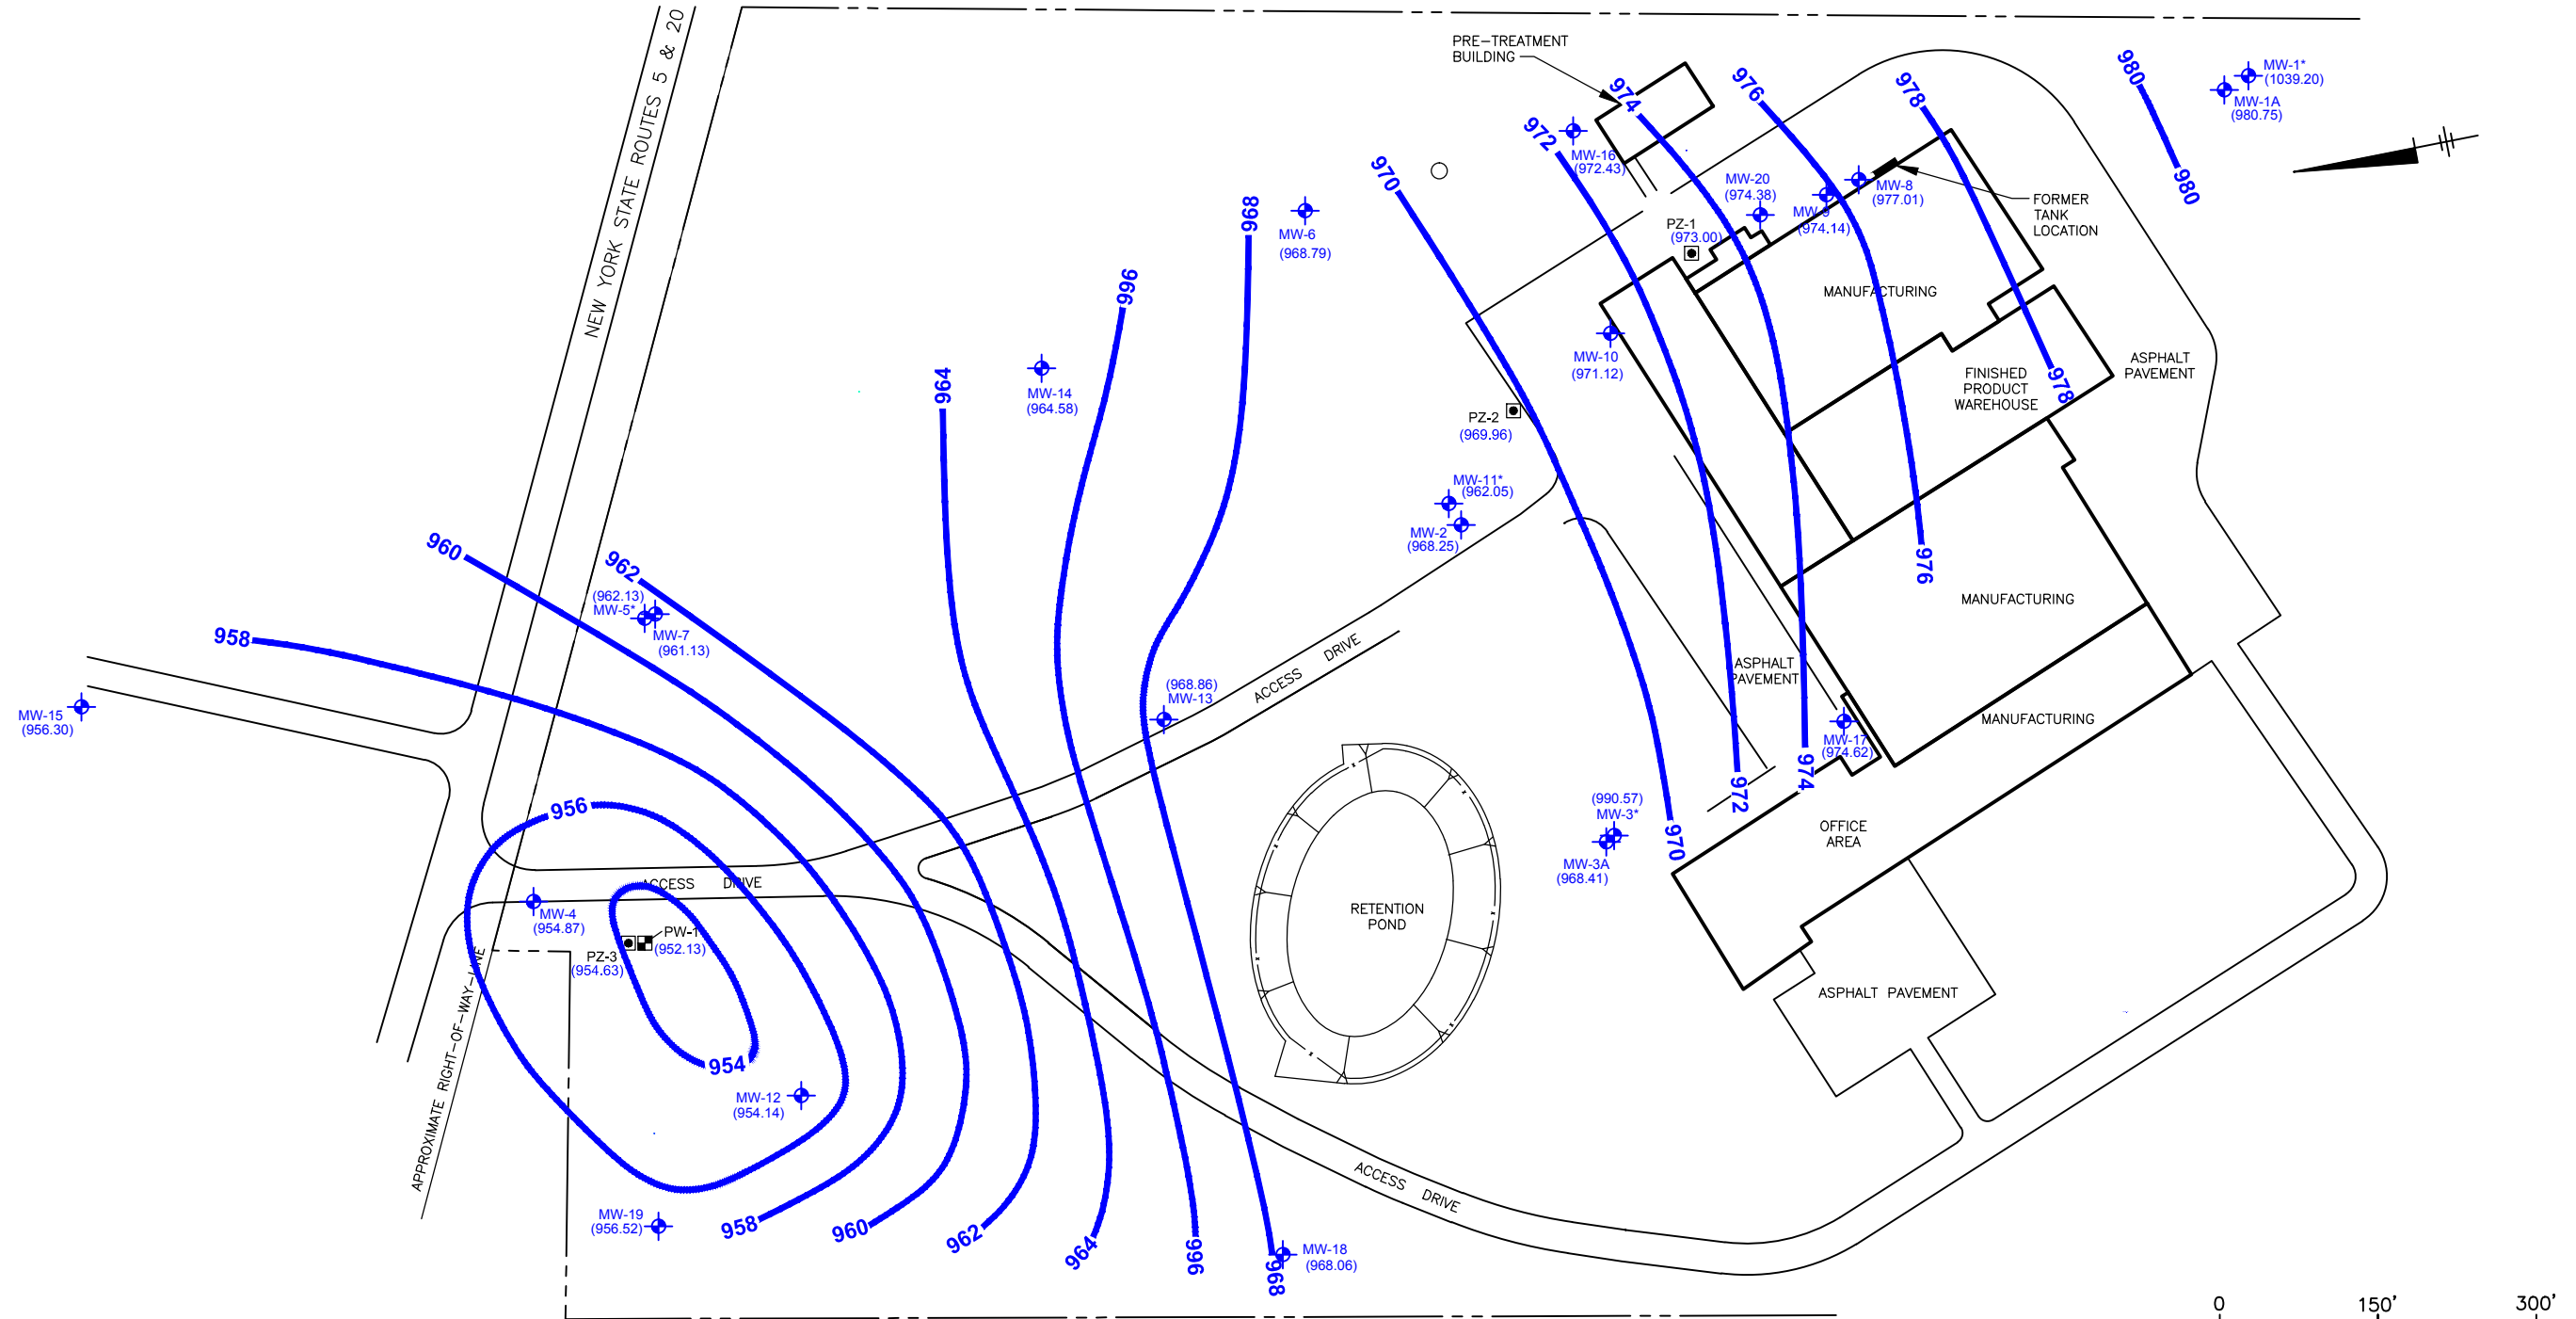 NEW YORK STATE ROUTES 5 & 20
PRE-TREATMENT
BUILDING
980
980
MW-1*
(1039.20)
MW-1A
(980.75)
974
976
978
972
970
MW-16
(972.43)
MW-20
(974.38)
MW-9
(974.14)
MW-8
(977.01)
FORMER
TANK
LOCATION
PZ-1
(973.00)
MW-6
(968.79)
968
996
964
MANUFACTURING
MW-10
(971.12)
FINISHED
PRODUCT
WAREHOUSE
978
ASPHALT
PAVEMENT
MW-14
(964.58)
PZ-2
(969.96)
MW-11*
(962.05)
MW-2
(968.25)
976
MANUFACTURING
960
962
(962.13)
MW-5*
MW-7
(961.13)
958
MW-15
(956.30)
(968.86)
MW-13
ACCESS DRIVE
ASPHALT
PAVEMENT
MANUFACTURING
MW-17
(974.62)
974
972
970
(990.57)
MW-3*
MW-3A
(968.41)
OFFICE
AREA
956
ACCESS DRIVE
MW-4
(954.87)
PW-1
(952.13)
PZ-3
(954.63)
RETENTION
POND
ASPHALT PAVEMENT
954
MW-12
(954.14)
APPROXIMATE RIGHT-OF-WAY-LINE
ACCESS DRIVE
MW-19
(956.52)
958
960
962
964
966
968
MW-18
(968.06)
0 150' 300'